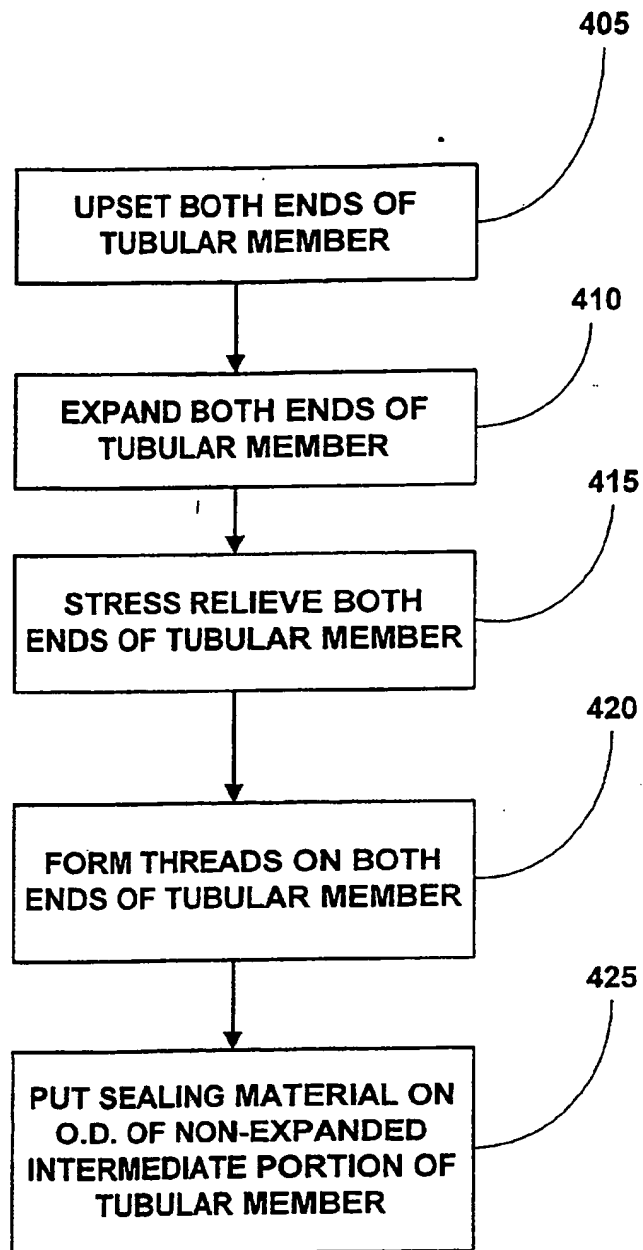 405
UPSET BOTH ENDS OF
TUBULAR MEMBER
410
EXPAND BOTH ENDS OF
TUBULAR MEMBER
415
STRESS RELIEVE BOTH
ENDS OF TUBULAR MEMBER
420
FORM THREADS ON BOTH
ENDS OF TUBULAR MEMBER
425
PUT SEALING MATERIAL ON
O.D. OF NON-EXPANDED
INTERMEDIATE PORTION OF
TUBULAR MEMBER